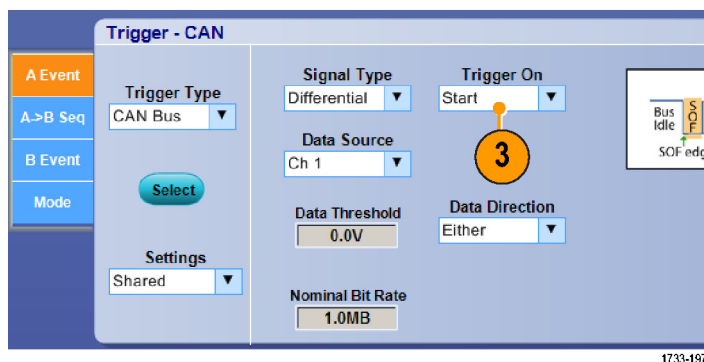 Trigger - CAN
A Event
A->B Seq
B Event
Mode
Trigger Type
CAN Bus
Select
Settings
Shared
Signal Type
Differential
Data Source
Ch 1
Data Threshold
0.0V
Nominal Bit Rate
1.0MB
Trigger On
Start
3
Data Direction
Either
Bus
Idle
SOF
SOF edg
1733-197